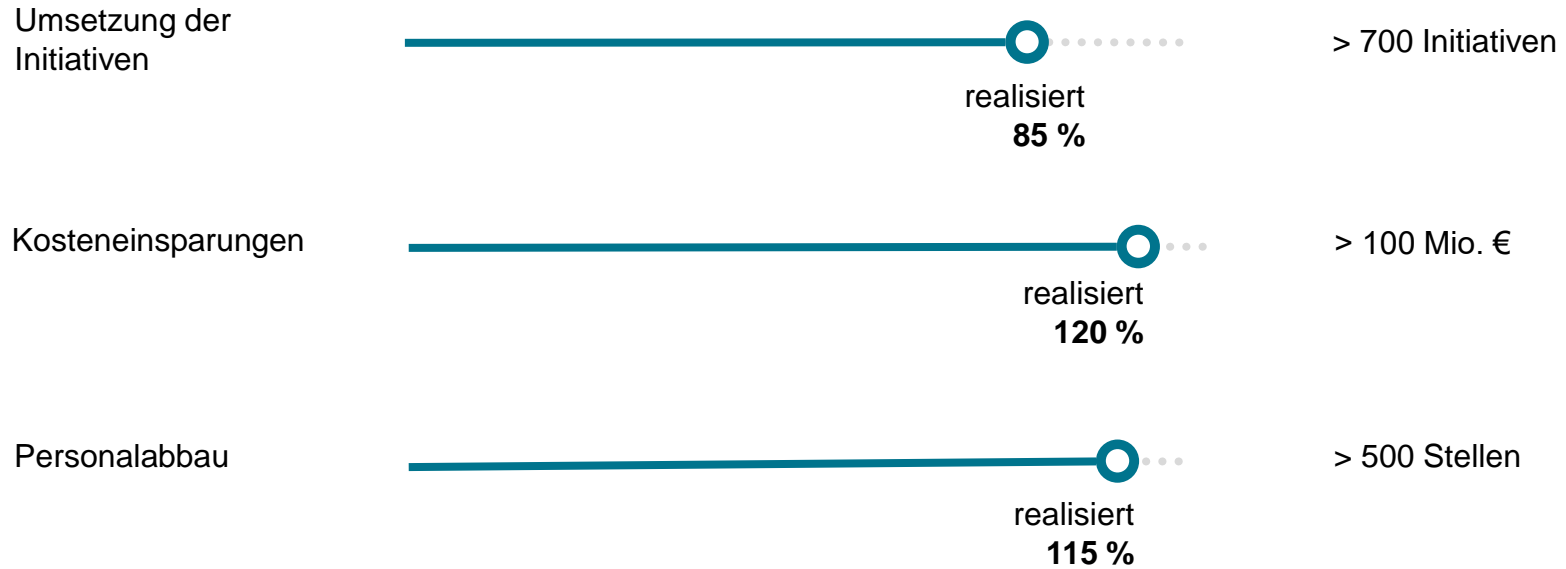 Umsetzung der
Initiativen
> 700 Initiativen
realisiert
85 %
Kosteneinsparungen
> 100 Mio. €
realisiert
120 %
Personalabbau
> 500 Stellen
realisiert
115 %